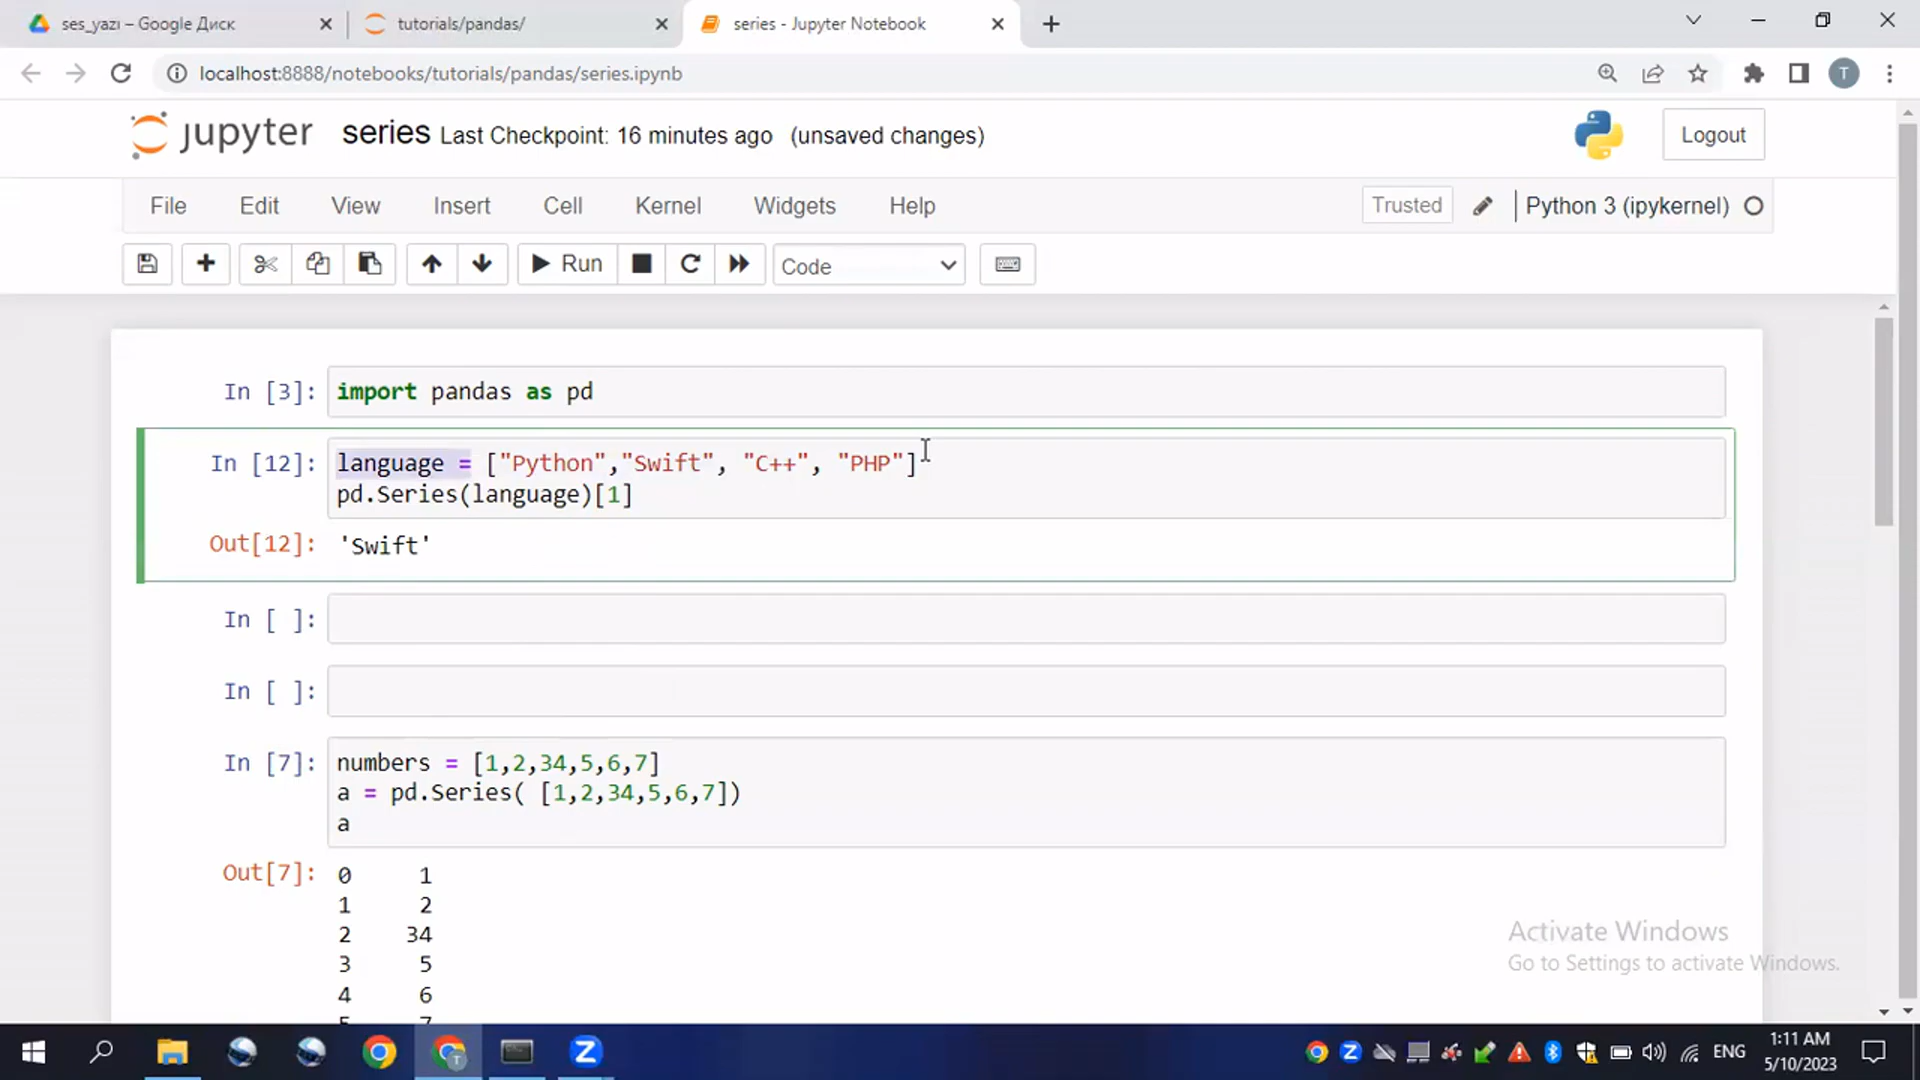 ses_yazı – Google Диск
tutorials/pandas/
series - Jupyter Notebook
localhost:8888/notebooks/tutorials/pandas/series.ipynb
T
jupyter series Last Checkpoint: 16 minutes ago (unsaved changes)
Logout
File Edit View Insert Cell Kernel Widgets Help
Trusted
Python 3 (ipykernel)
Run
Code
In [3]: import pandas as pd
In [12]: language = ["Python","Swift", "C++", "PHP"]
pd.Series(language)[1]
Out[12]: 'Swift'
In [ ]:
In [ ]:
In [7]: numbers = [1,2,34,5,6,7]
a = pd.Series( [1,2,34,5,6,7])
a
Out[7]: 0 1
1 2
2 34
3 5
4 6
5 7
Activate Windows
Go to Settings to activate Windows.
ENG
1:11 AM
5/10/2023